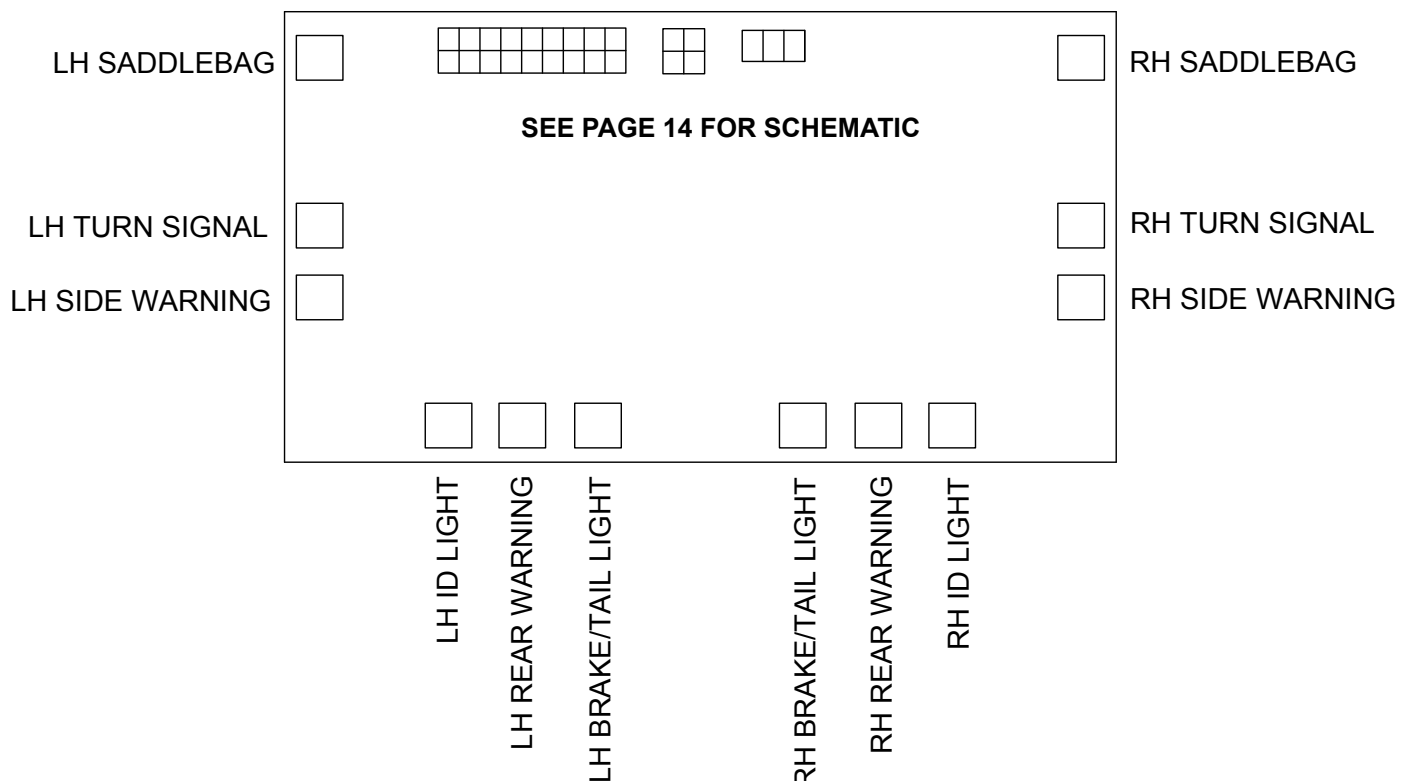 LH SADDLEBAG
RH SADDLEBAG
SEE PAGE 14 FOR SCHEMATIC
LH TURN SIGNAL
RH TURN SIGNAL
LH SIDE WARNING
RH SIDE WARNING
LH ID LIGHT
LH REAR WARNING
LH BRAKE/TAIL LIGHT
RH BRAKE/TAIL LIGHT
RH REAR WARNING
RH ID LIGHT